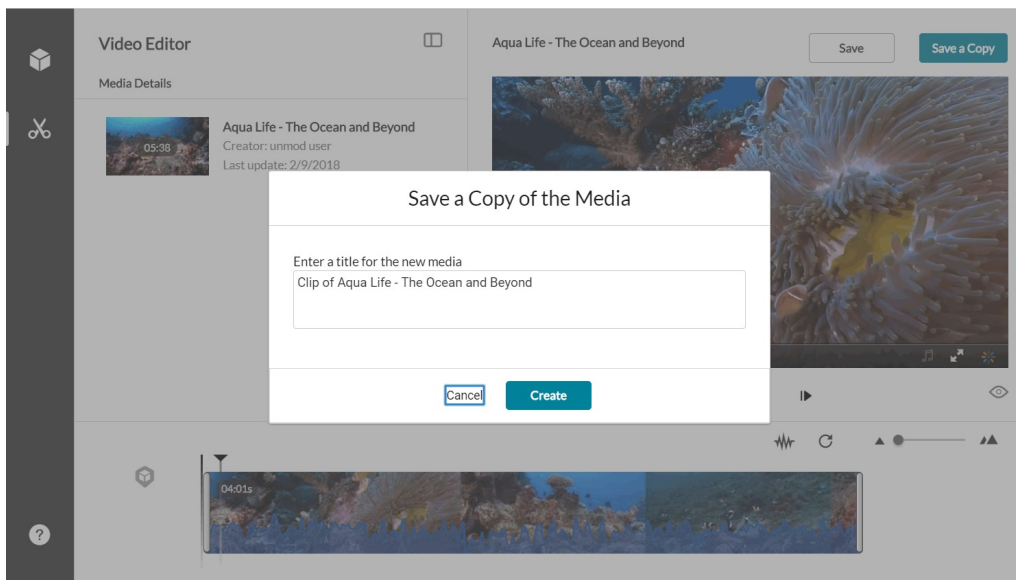 Video Editor
Aqua Life - The Ocean and Beyond
Save
Save a Copy
Media Details
05:38
Aqua Life - The Ocean and Beyond
Creator: unmod user
Last update: 2/9/2018
Save a Copy of the Media
Enter a title for the new media
Clip of Aqua Life - The Ocean and Beyond
Cancel
Create
04:01s
?